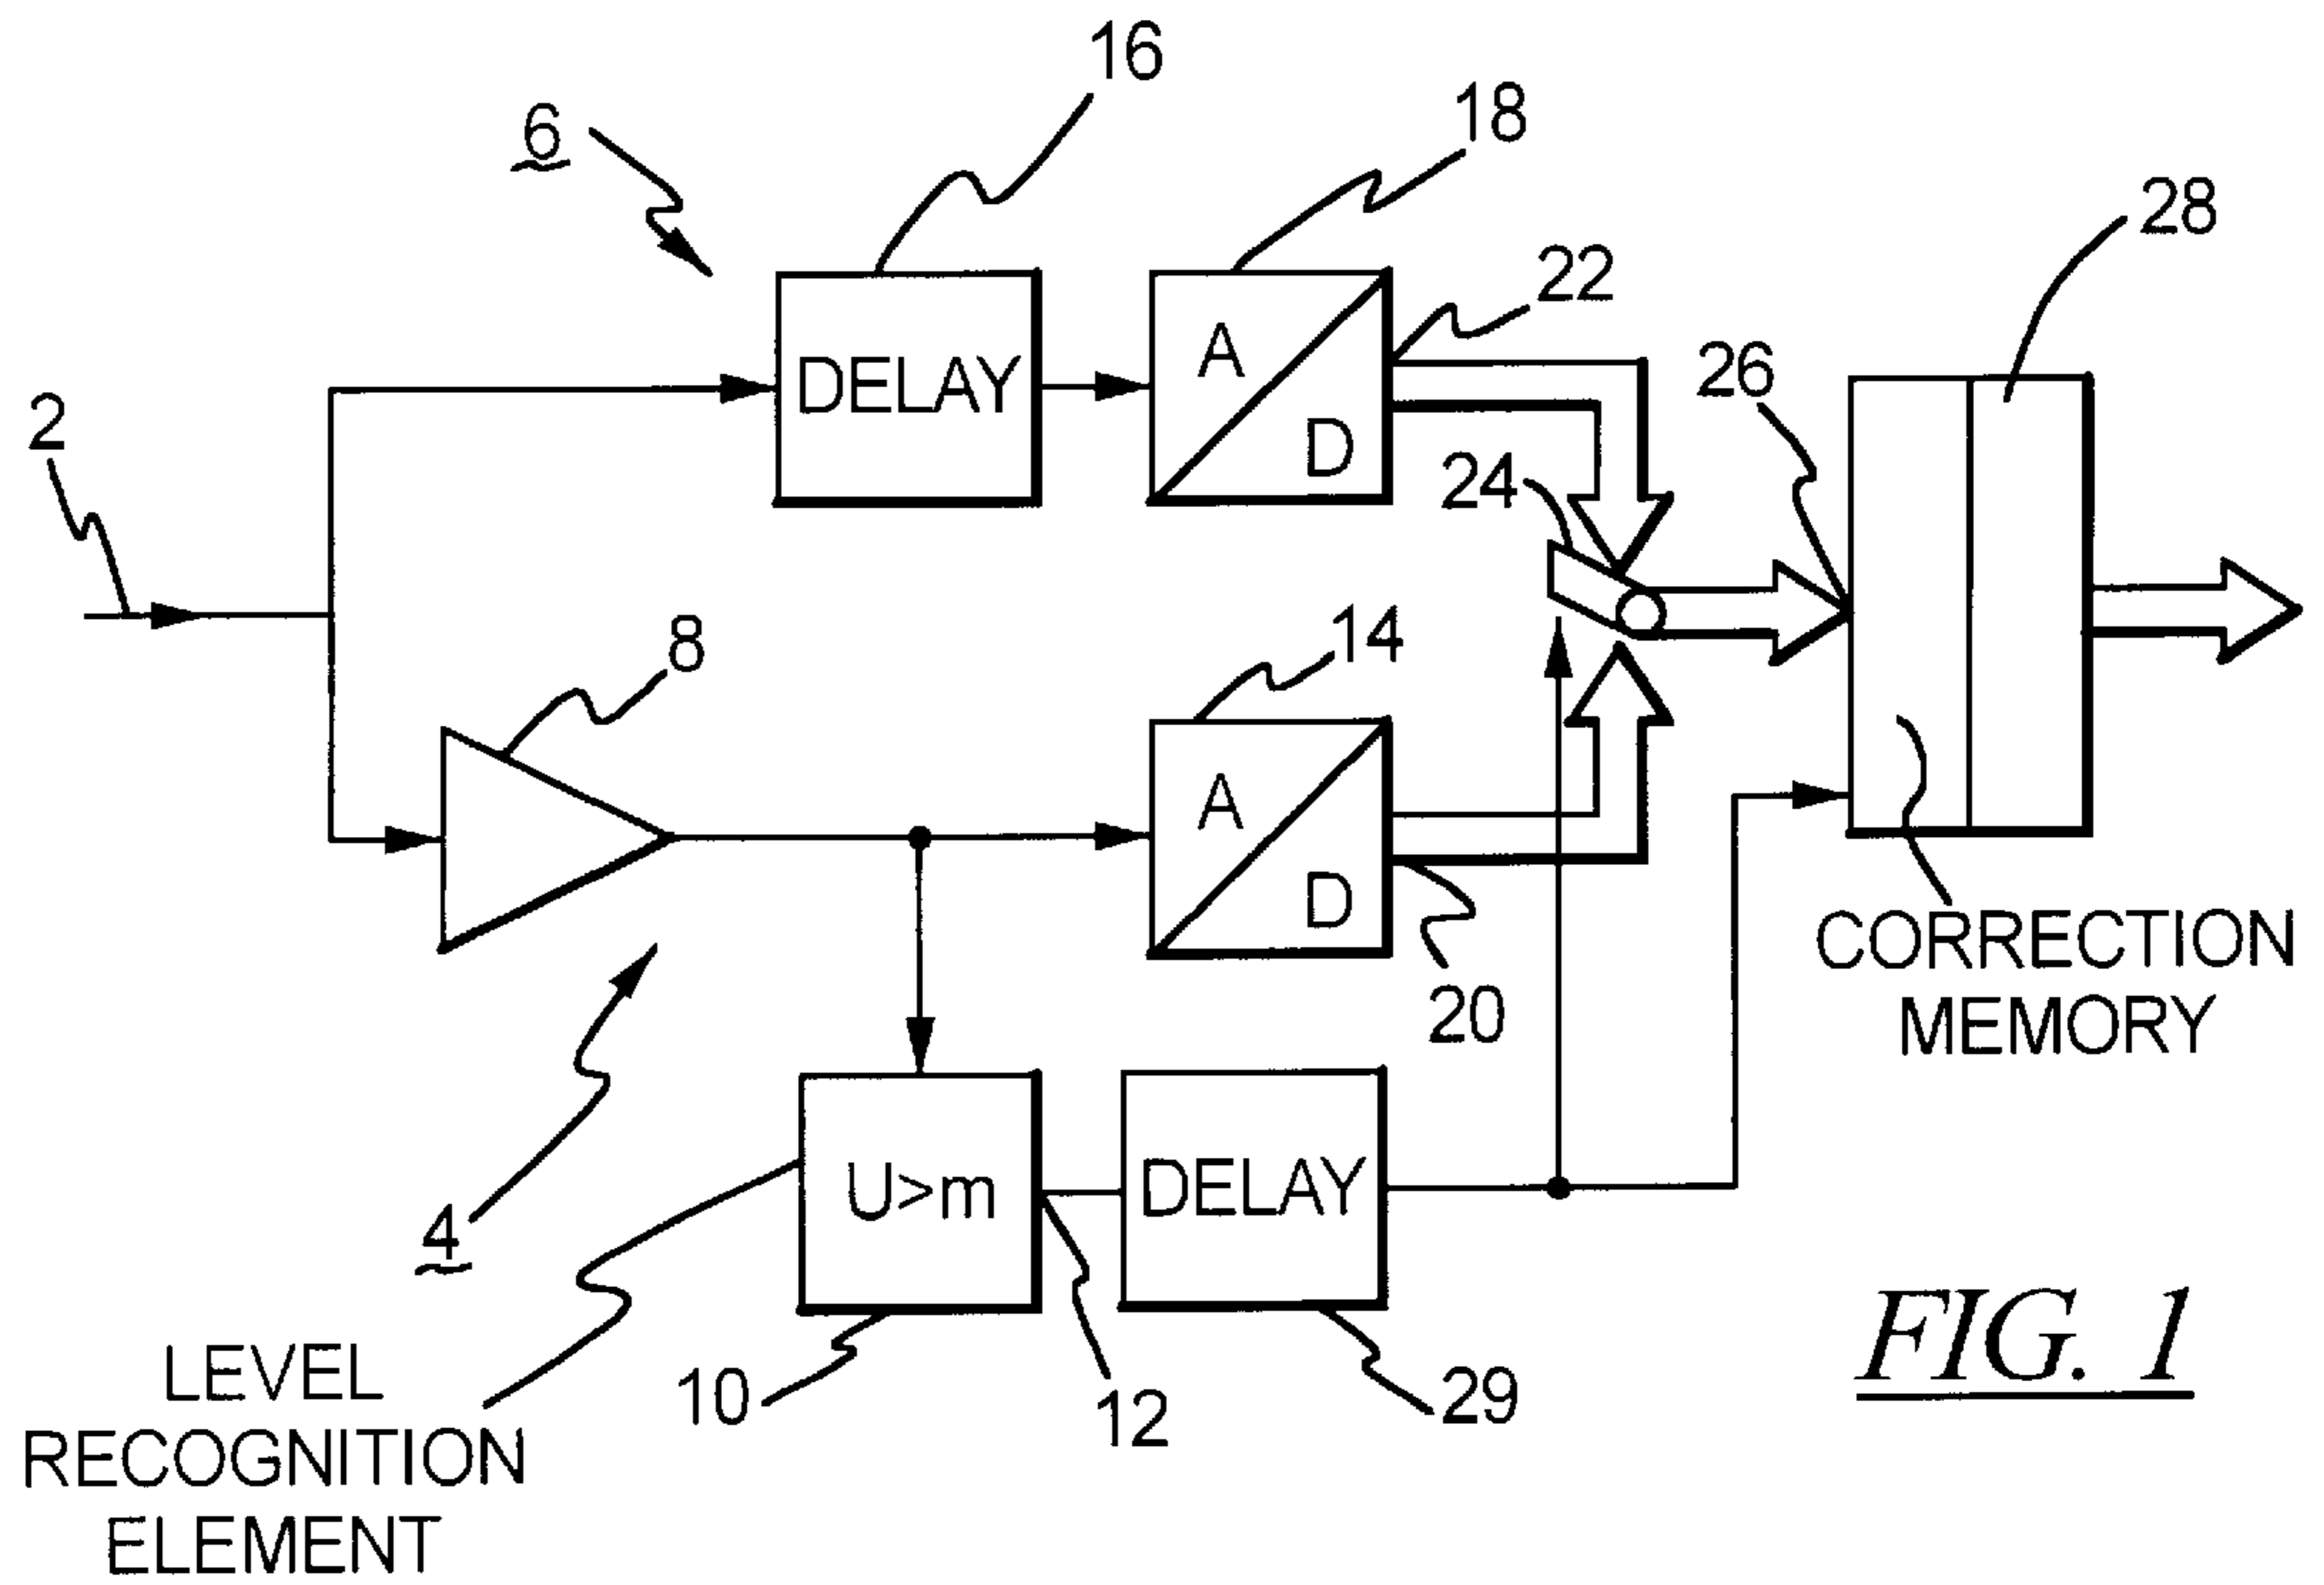 16
6
18
28
22
DELAY
A
D
26
2
24
8
14
A
D
20
CORRECTION
MEMORY
U>m
DELAY
4
LEVEL
RECOGNITION
ELEMENT
10
12
29
FIG. 1